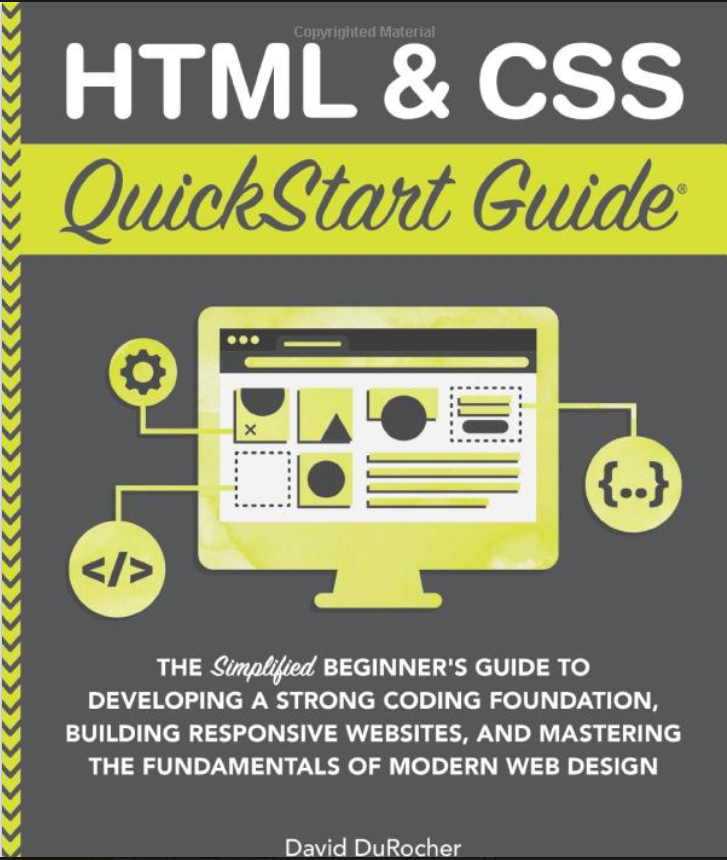 Copyrighted Material
HTML & CSS
QuickStart Guide®
</>
{..}
THE Simplified BEGINNER'S GUIDE TO
DEVELOPING A STRONG CODING FOUNDATION,
BUILDING RESPONSIVE WEBSITES, AND MASTERING
THE FUNDAMENTALS OF MODERN WEB DESIGN
David DuRocher